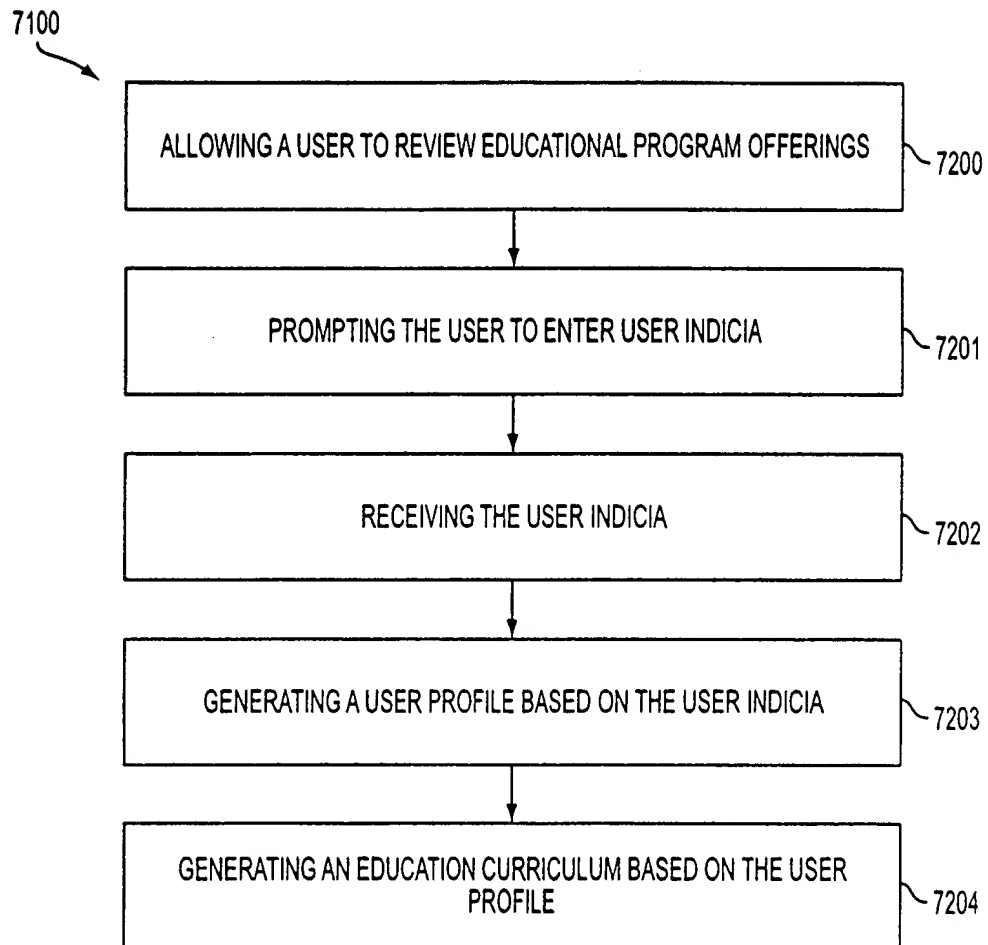 7100
ALLOWING A USER TO REVIEW EDUCATIONAL PROGRAM OFFERINGS
7200
PROMPTING THE USER TO ENTER USER INDICIA
7201
RECEIVING THE USER INDICIA
7202
GENERATING A USER PROFILE BASED ON THE USER INDICIA
7203
GENERATING AN EDUCATION CURRICULUM BASED ON THE USER
PROFILE
7204